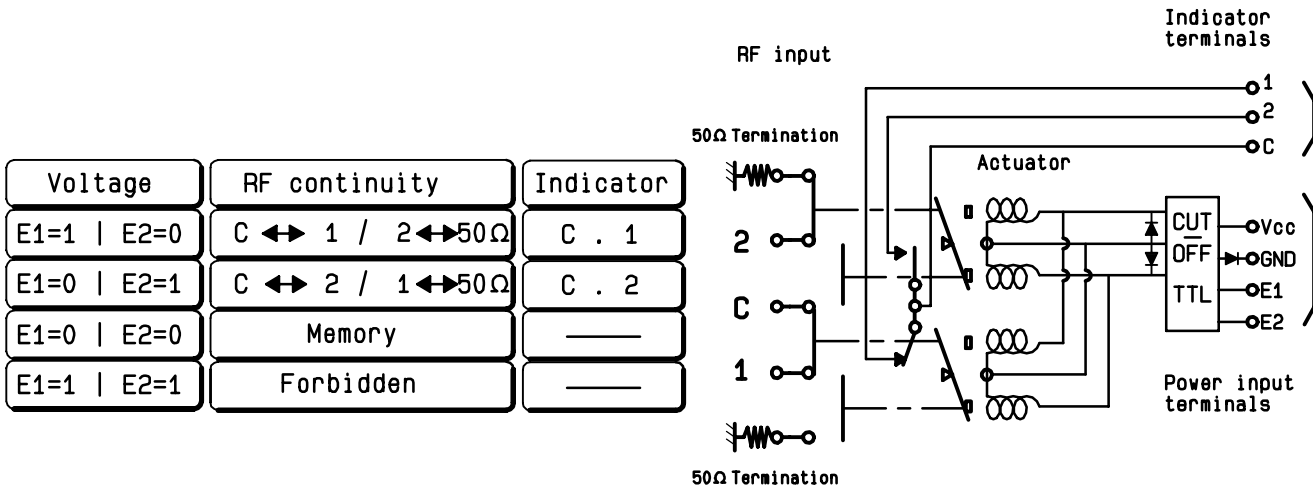 Voltage RF continuity Indicator
E1=1 | E2=0 C ↔ 1 / 2↔50Ω C . 1
E1=0 | E2=1 C ↔ 2 / 1↔50Ω C . 2
E1=0 | E2=0 Memory
E1=1 | E2=1 Forbidden
RF input
Indicator
terminals
1
2
C
50Ω Termination
2
C
1
50Ω Termination
Actuator
CUT
OFF
TTL
Vcc
GND
E1
E2
Power input
terminals